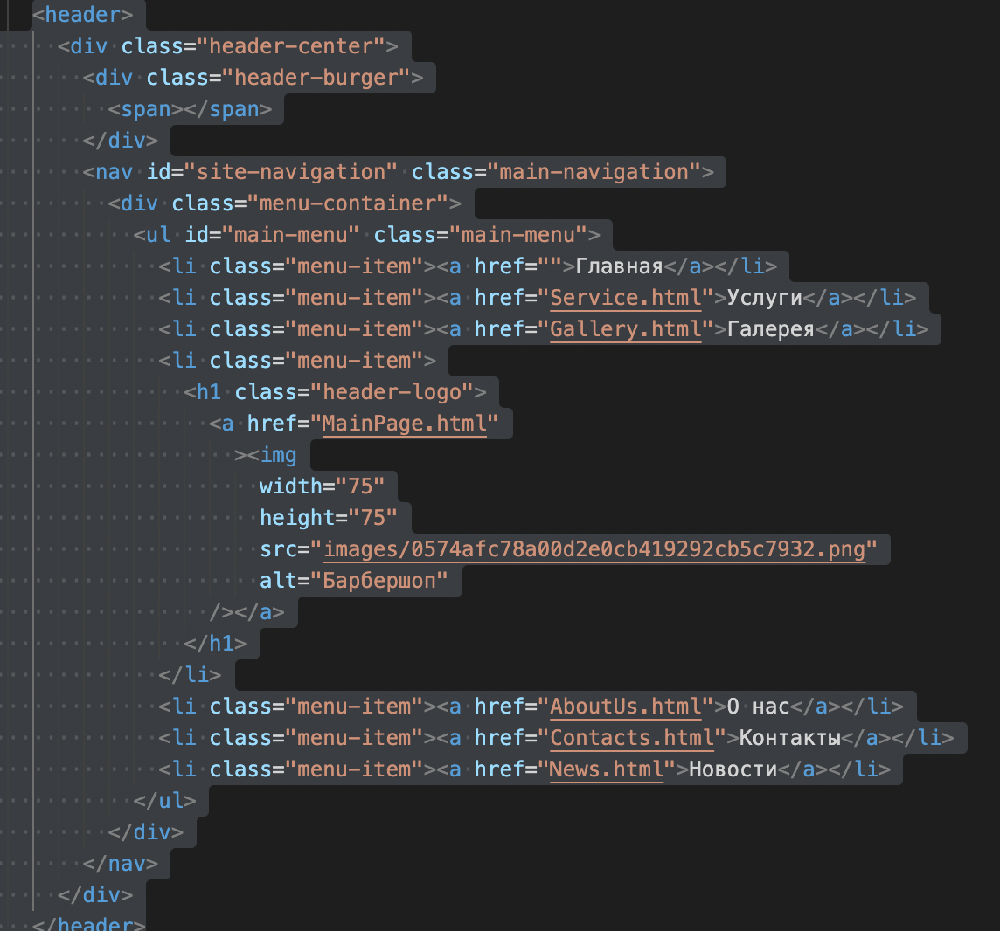 <header>
<div class="header-center">
<div class="header-burger">
<span></span>
</div>
<nav id="site-navigation" class="main-navigation">
<div class="menu-container">
<ul id="main-menu" class="main-menu">
<li class="menu-item"><a href="">Главная</a></li>
<li class="menu-item"><a href="Service.html">Услуги</a></li>
<li class="menu-item"><a href="Gallery.html">Галерея</a></li>
<li class="menu-item">
<h1 class="header-logo">
<a href="MainPage.html"
><img
width="75"
height="75"
src="images/0574afc78a00d2e0cb419292cb5c7932.png"
alt="Барбершоп"
/></a>
</h1>
</li>
<li class="menu-item"><a href="AboutUs.html">О нас</a></li>
<li class="menu-item"><a href="Contacts.html">Контакты</a></li>
<li class="menu-item"><a href="News.html">Новости</a></li>
</ul>
</div>
</nav>
</div>
</header>